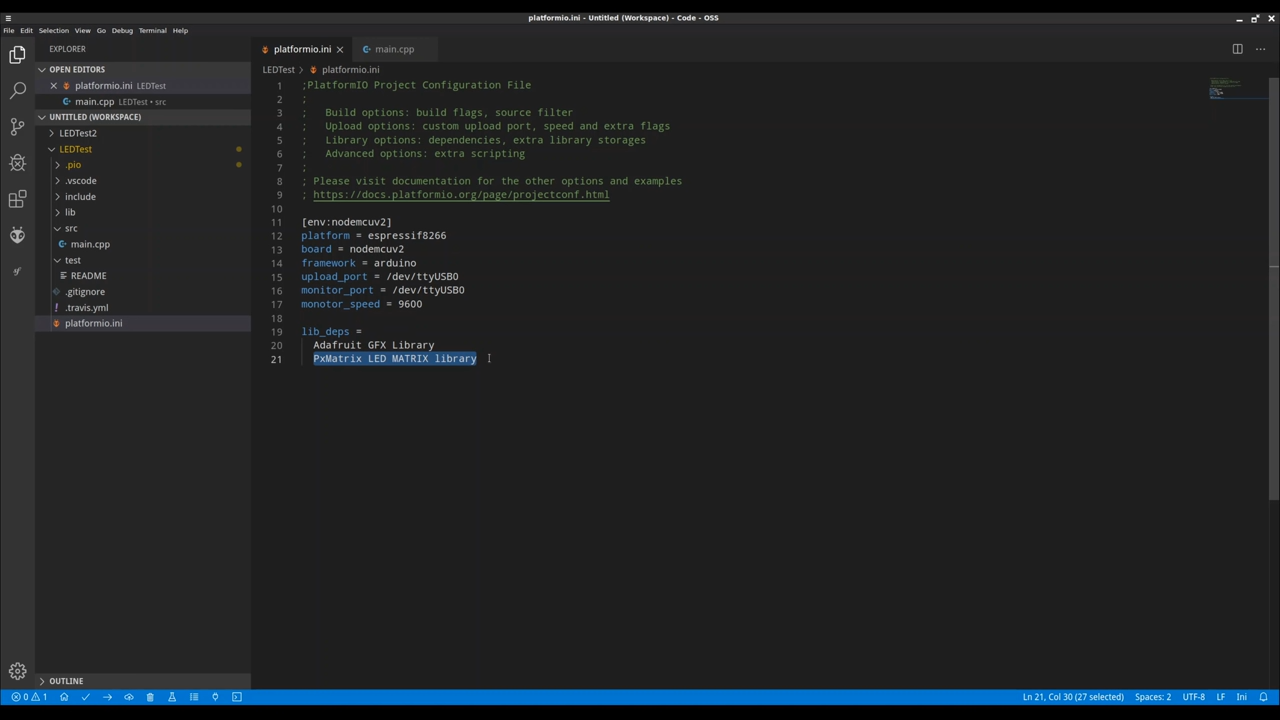 platformio.ini - Untitled (Workspace) - Code - OSS
File Edit Selection View Go Debug Terminal Help
EXPLORER
OPEN EDITORS
platformio.ini LEDTest
main.cpp LEDTest • src
UNTITLED (WORKSPACE)
LEDTest2
LEDTest
.pio
.vscode
include
lib
src
main.cpp
test
README
.gitignore
.travis.yml
platformio.ini
OUTLINE
platformio.ini
main.cpp
LEDTest > platformio.ini
1 ;PlatformIO Project Configuration File
2 ;
3 ;   Build options: build flags, source filter
4 ;   Upload options: custom upload port, speed and extra flags
5 ;   Library options: dependencies, extra library storages
6 ;   Advanced options: extra scripting
7 ;
8 ; Please visit documentation for the other options and examples
9 ; https://docs.platformio.org/page/projectconf.html
10
11 [env:nodemcuv2]
12 platform = espressif8266
13 board = nodemcuv2
14 framework = arduino
15 upload_port = /dev/ttyUSB0
16 monitor_port = /dev/ttyUSB0
17 monotor_speed = 9600
18
19 lib_deps =
20   Adafruit GFX Library
21   PxMatrix LED MATRIX library
0 1
Ln 21, Col 30 (27 selected) Spaces: 2 UTF-8 LF Ini